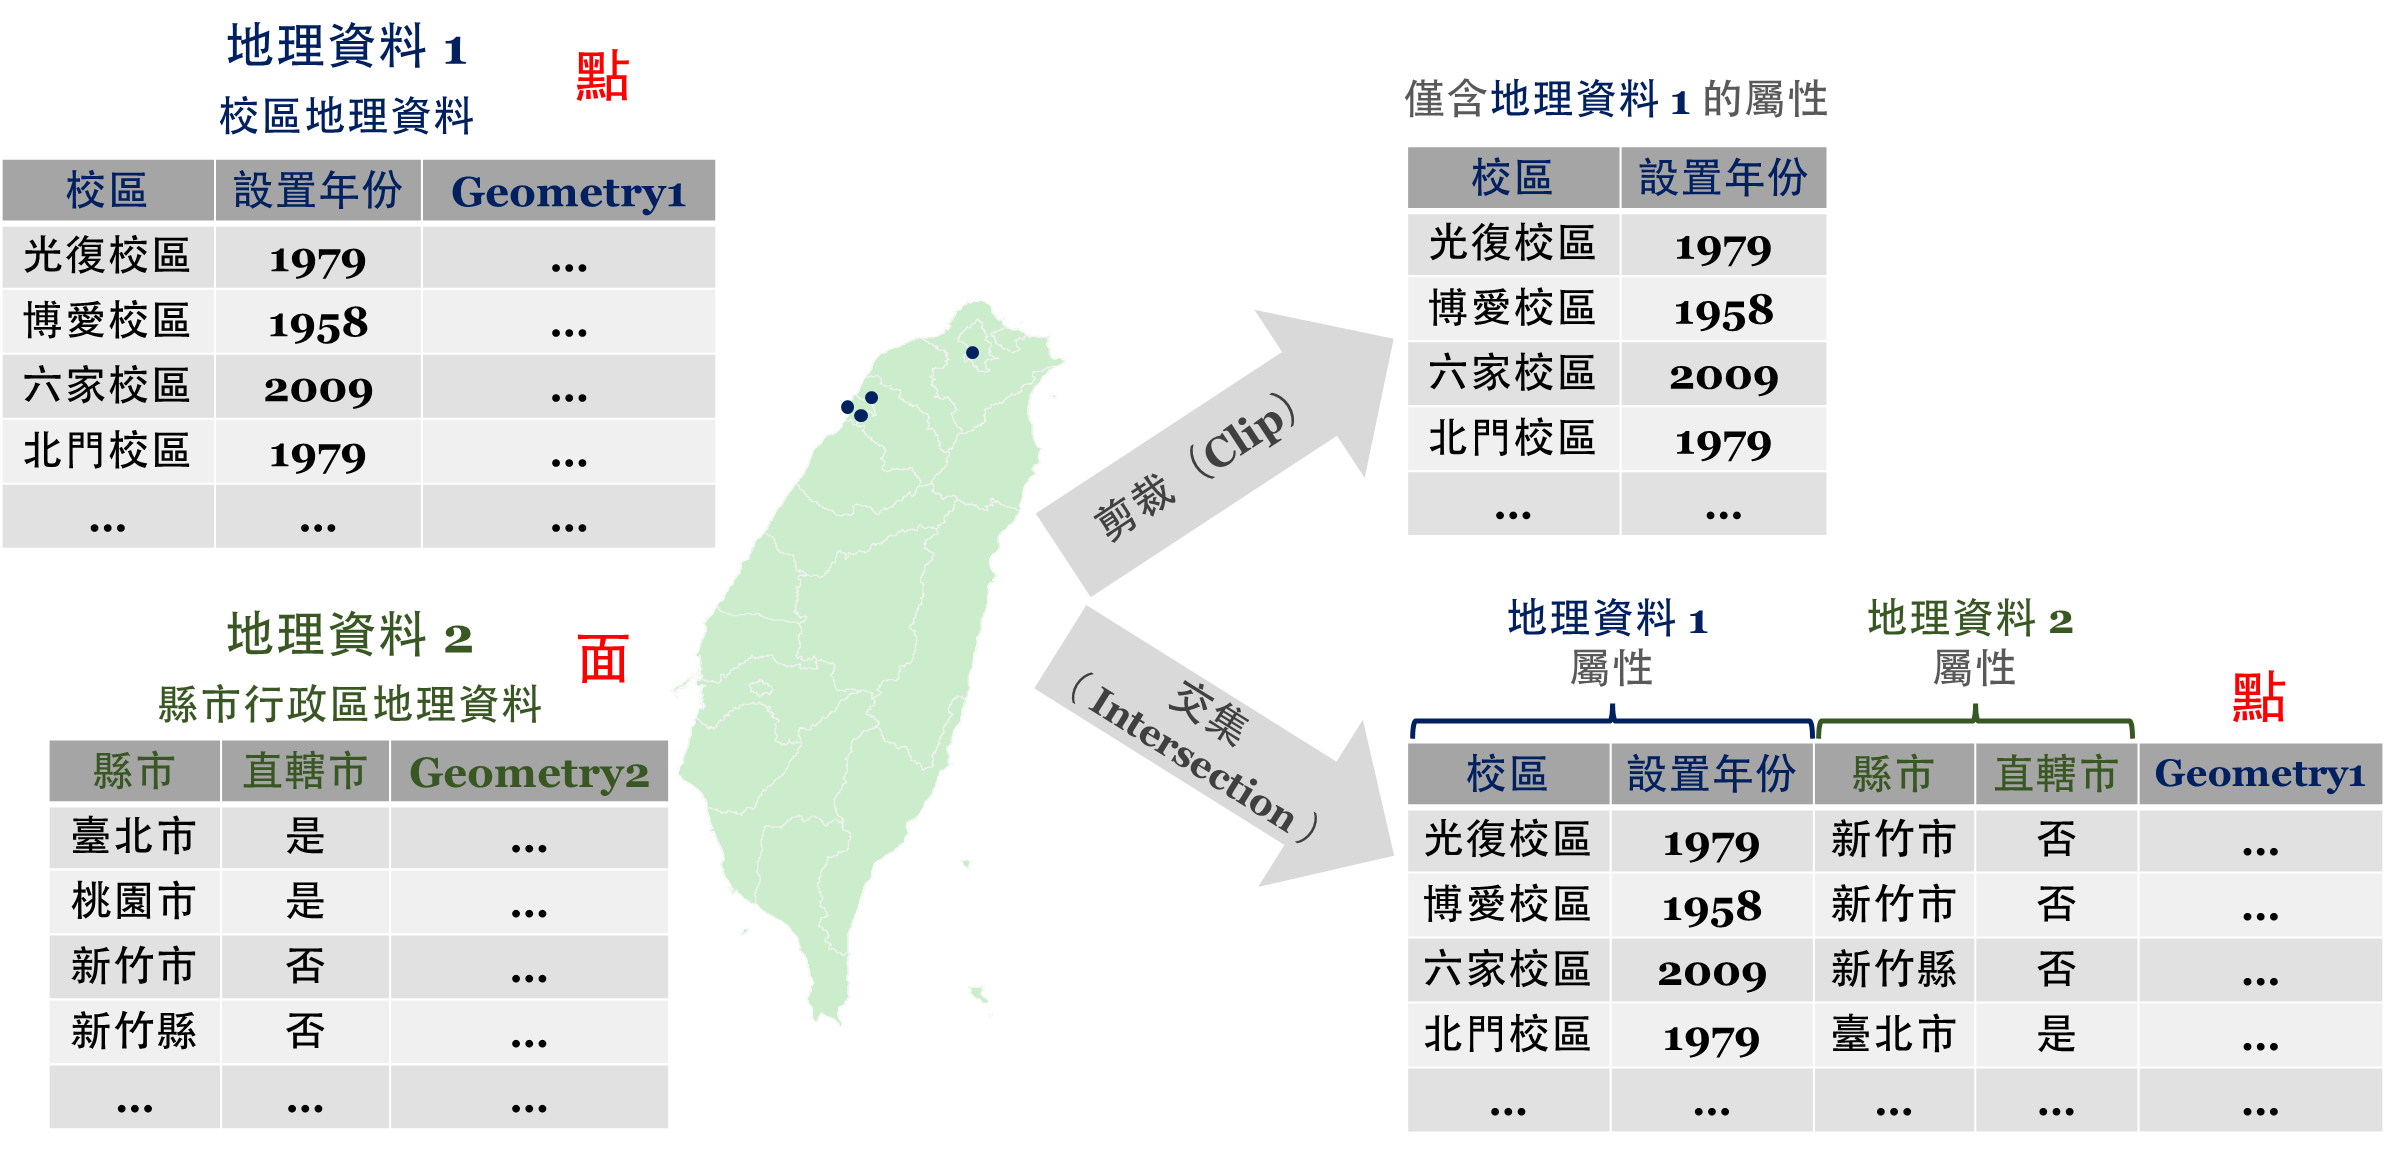 地理資料 1
點
校區地理資料
校區 設置年份 Geometry1
光復校區 1979 ...
博愛校區 1958 ...
六家校區 2009 ...
北門校區 1979 ...
... ... ...
地理資料 2
面
縣市行政區地理資料
縣市 直轄市 Geometry2
臺北市 是 ...
桃園市 是 ...
新竹市 否 ...
新竹縣 否 ...
... ... ...
剪裁（Clip）
交集
（Intersection）
僅含地理資料 1 的屬性
校區 設置年份
光復校區 1979
博愛校區 1958
六家校區 2009
北門校區 1979
... ...
地理資料 1
屬性
地理資料 2
屬性
點
校區 設置年份 縣市 直轄市 Geometry1
光復校區 1979 新竹市 否 ...
博愛校區 1958 新竹市 否 ...
六家校區 2009 新竹縣 否 ...
北門校區 1979 臺北市 是 ...
... ... ... ... ...